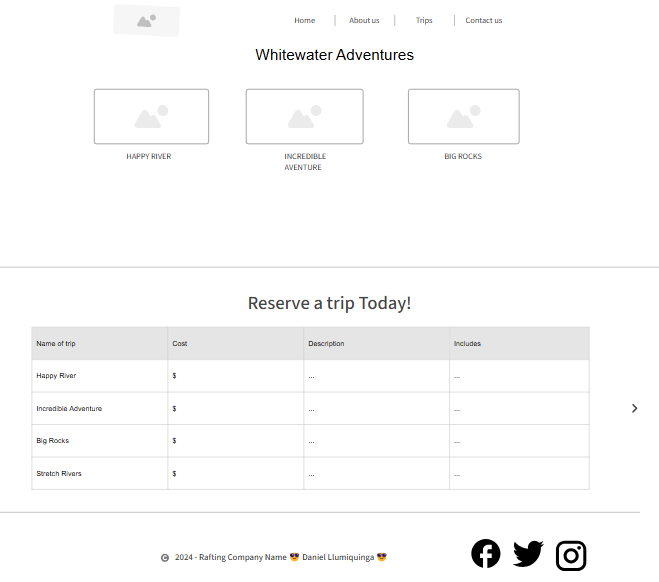 Home | About us | Trips | Contact us
Whitewater Adventures
HAPPY RIVER
INCREDIBLE
AVENTURE
BIG ROCKS
Reserve a trip Today!
Name of trip Cost Description Includes
Happy River $ ... ...
Incredible Adventure $ ... ...
Big Rocks $ ... ...
Stretch Rivers $ ... ...
© 2024 - Rafting Company Name 😎 Daniel Llumiquinga 😎